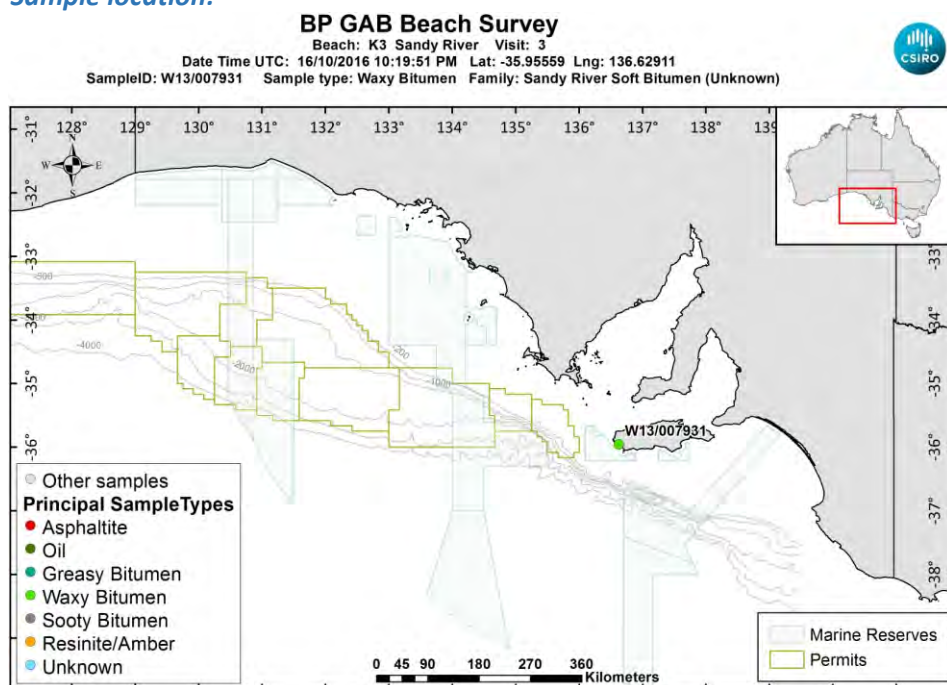 Sample location:
BP GAB Beach Survey
Beach: K3 Sandy River Visit: 3
Date Time UTC: 16/10/2016 10:19:51 PM Lat: -35.95559 Lng: 136.62911
SampleID: W13/007931 Sample type: Waxy Bitumen Family: Sandy River Soft Bitumen (Unknown)
CSIRO
128° 129° 130° 131° 132° 133° 134° 135° 136° 137° 138° 139°
-31°
-32°
-33°
-34°
-35°
-36°
-37°
-38°
N
W E
S
-4000
-2000
-1000
-200
W13/007931
-34°
-35°
-36°
-37°
-38°
Other samples
Principal SampleTypes
Asphaltite
Oil
Greasy Bitumen
Waxy Bitumen
Sooty Bitumen
Resinite/Amber
Unknown
0 45 90 180 270 360
Kilometers
Marine Reserves
Permits